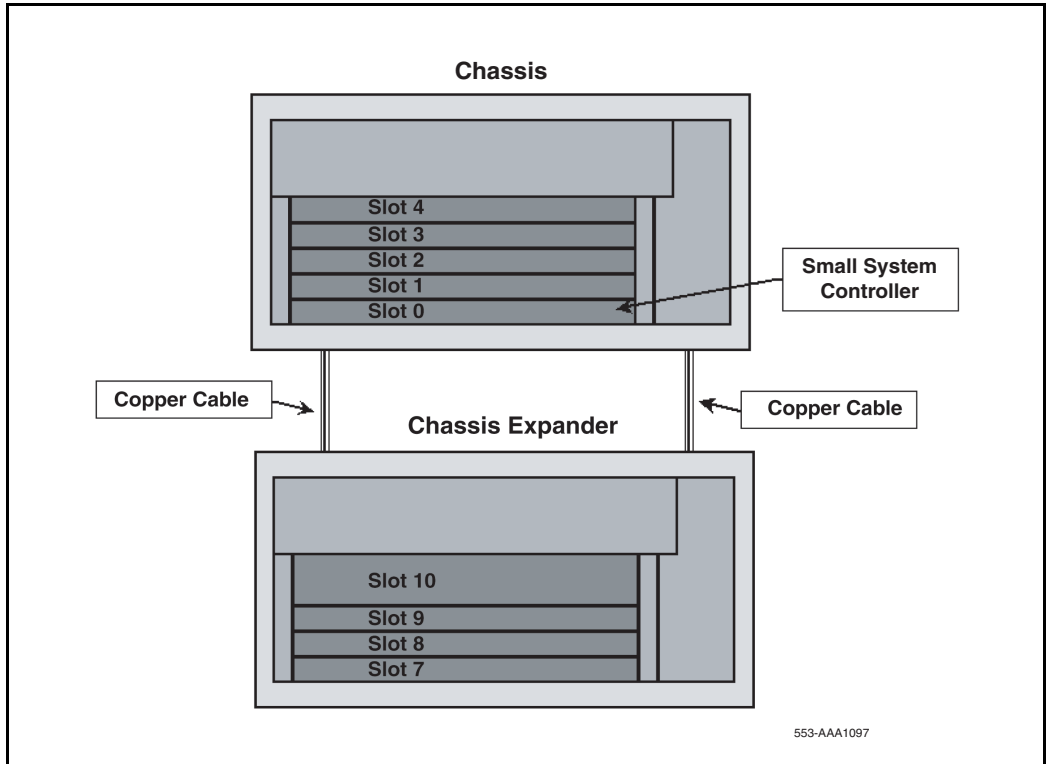 Chassis
Slot 4
Slot 3
Slot 2
Slot 1
Slot 0
Small System
Controller
Copper Cable
Copper Cable
Chassis Expander
Slot 10
Slot 9
Slot 8
Slot 7
553-AAA1097